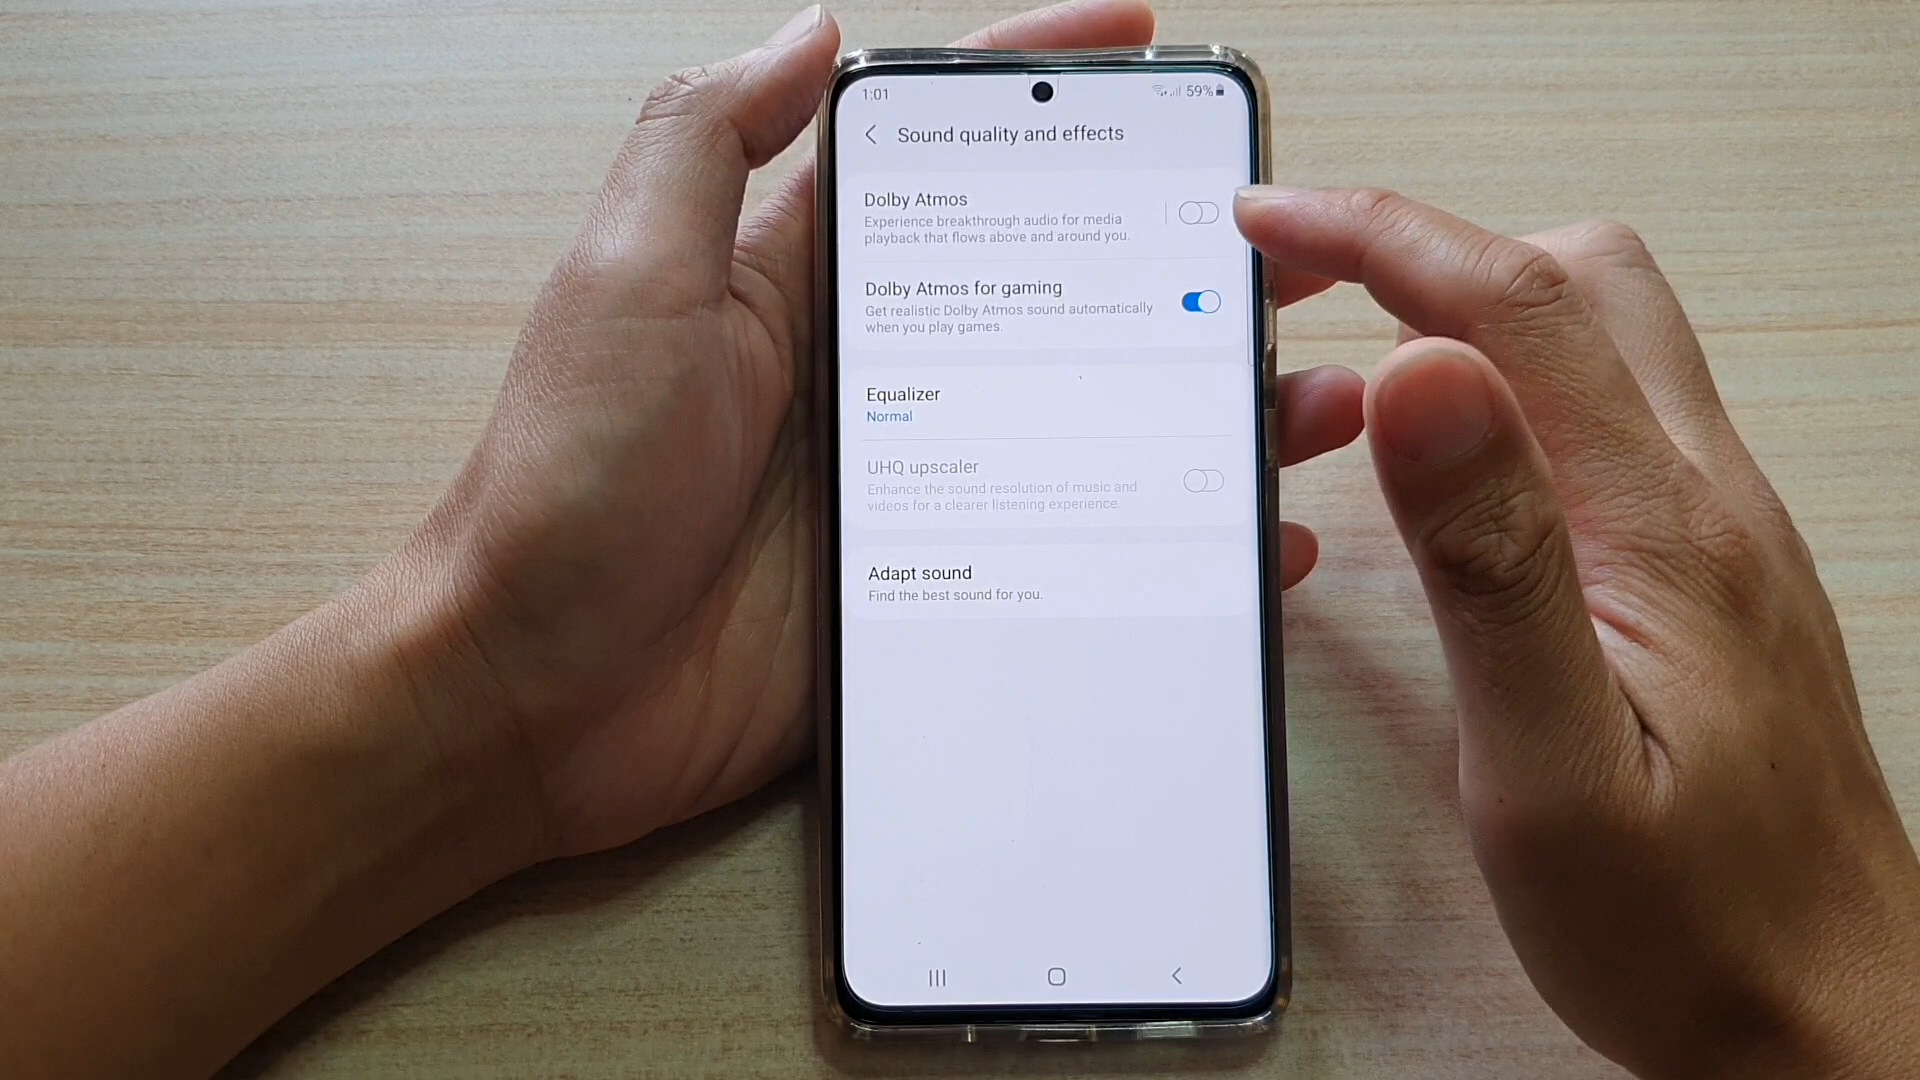 1:01
59%
Sound quality and effects
Dolby Atmos
Experience breakthrough audio for media
playback that flows above and around you.
Dolby Atmos for gaming
Get realistic Dolby Atmos sound automatically
when you play games.
Equalizer
Normal
UHQ upscaler
Enhance the sound resolution of music and
videos for a clearer listening experience.
Adapt sound
Find the best sound for you.